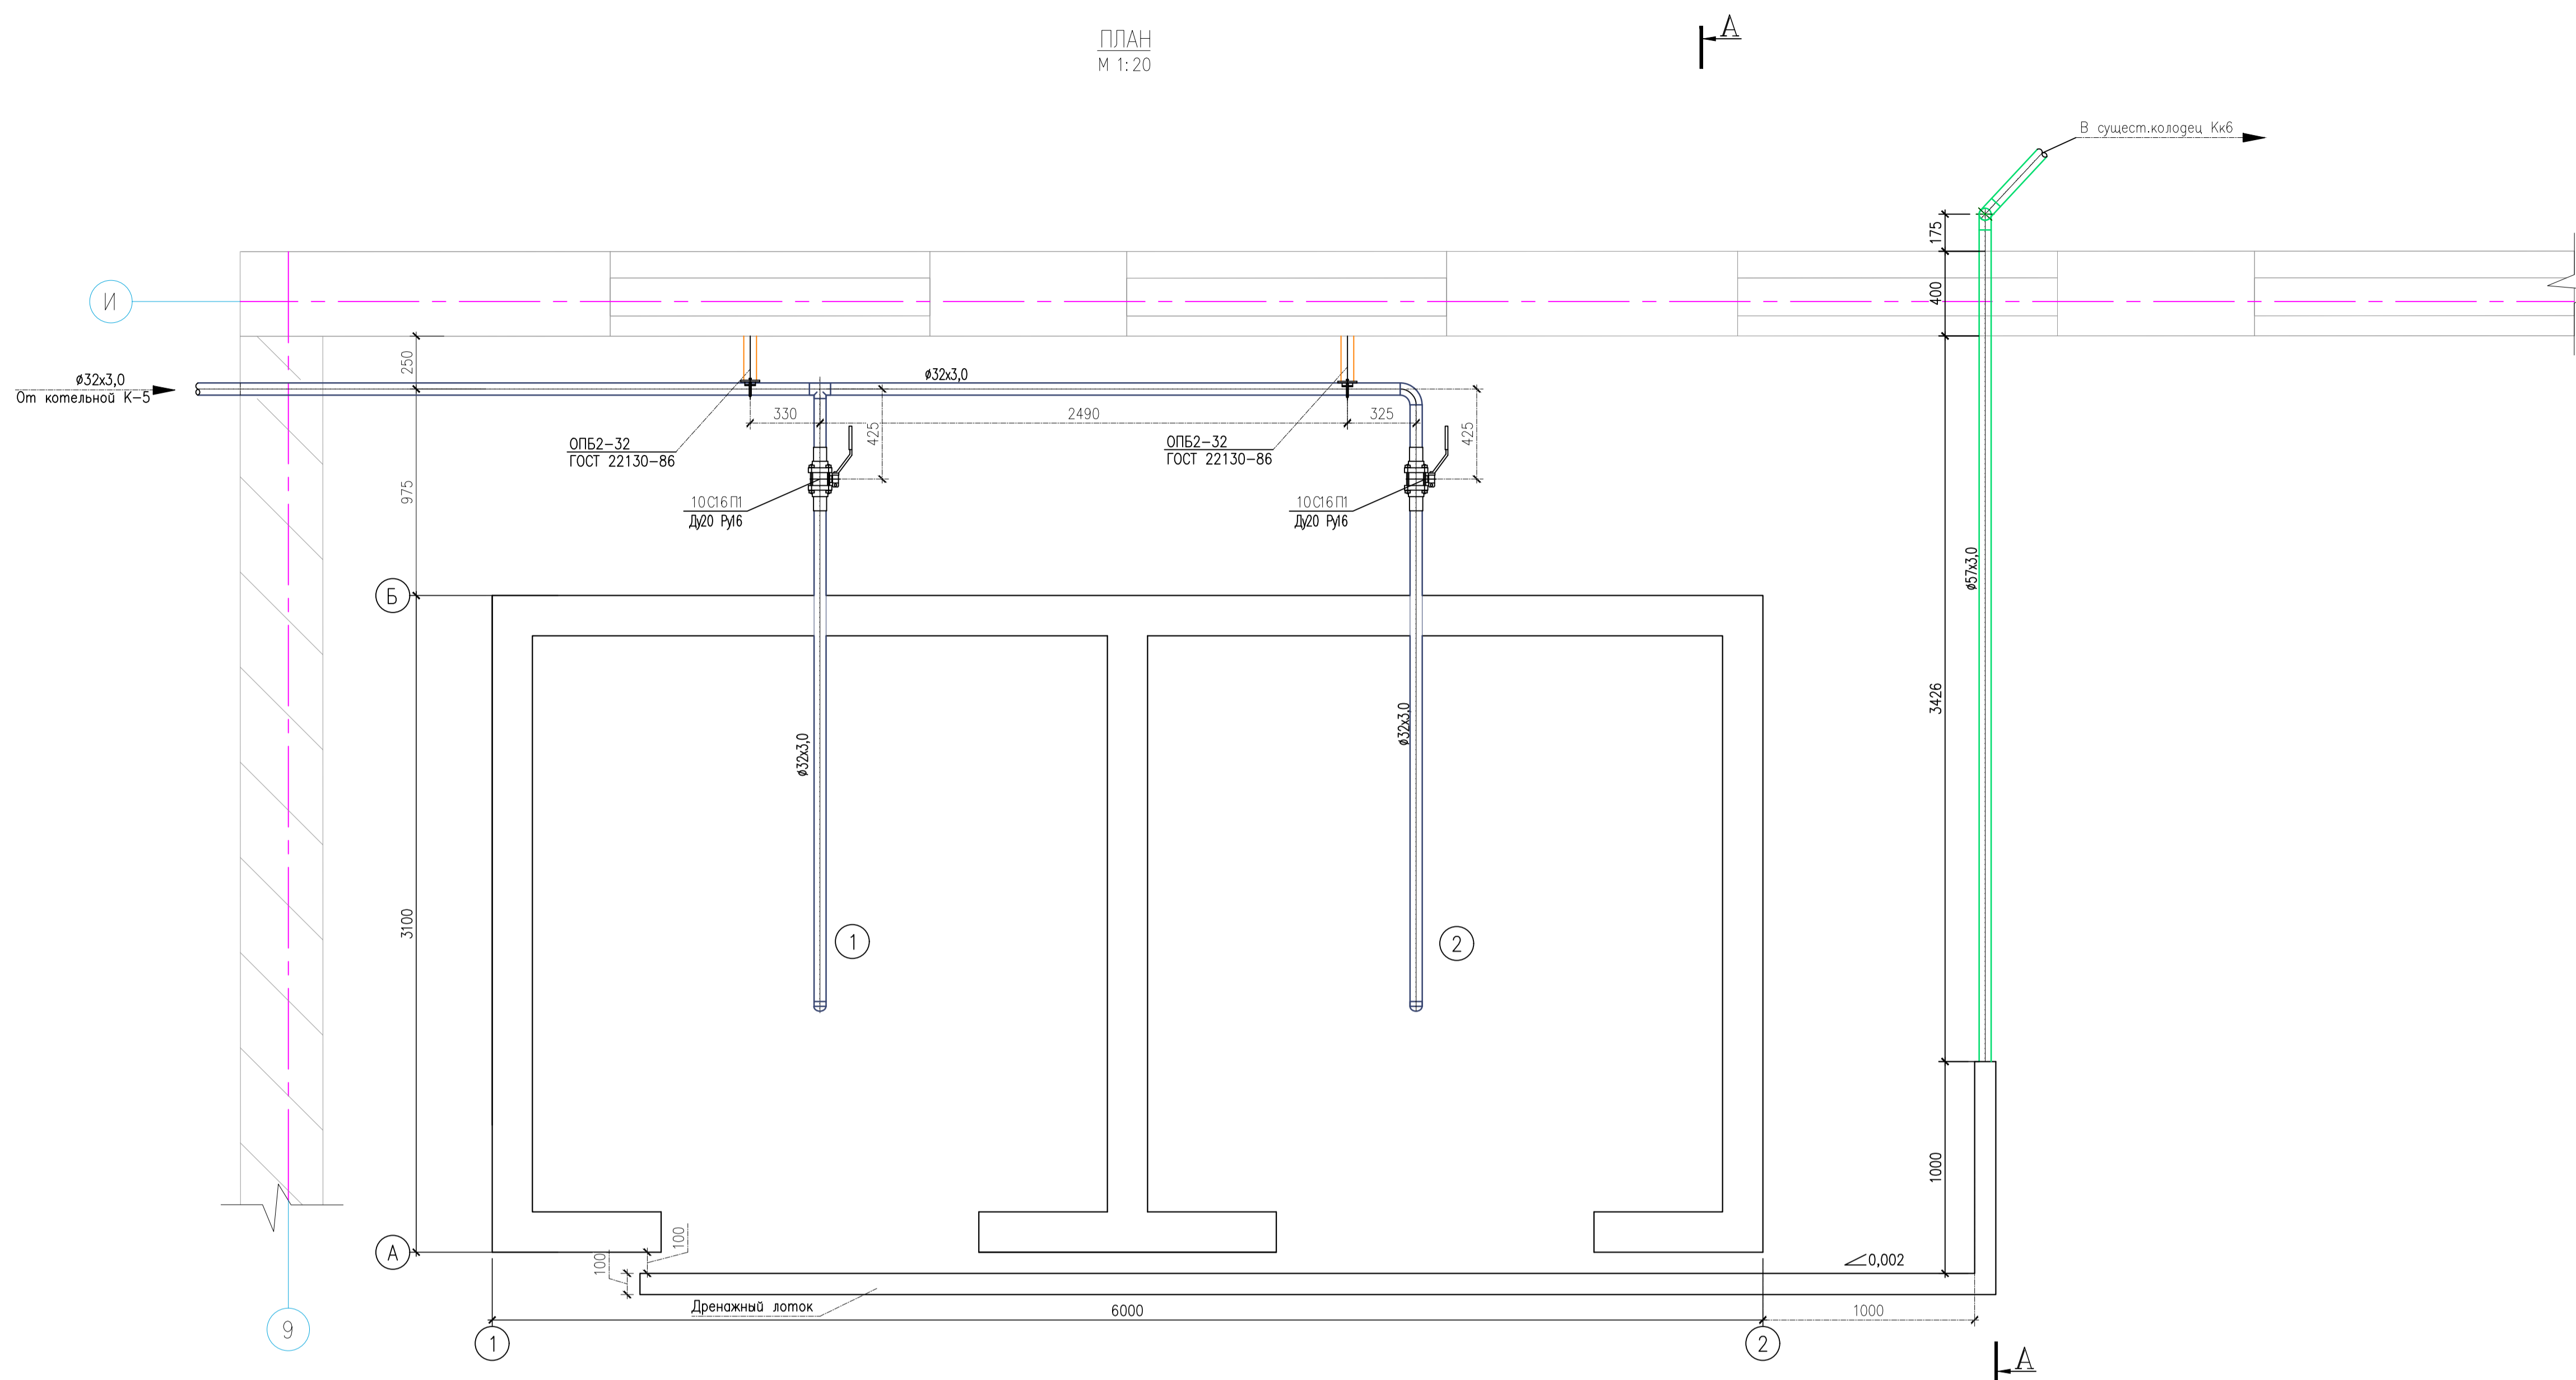 ПЛАН
М 1:20
А
В сущест.колодец Кк6
175
И
400
250
ø32х3,0
От котельной К-5
ø32х3,0
330
2490
325
425
425
ОПБ2-32
ГОСТ 22130-86
ОПБ2-32
ГОСТ 22130-86
975
10С16П1
Ду20 Ру16
10С16П1
Ду20 Ру16
ø57х3,0
Б
3426
ø32х3,0
ø32х3,0
3100
1
2
1000
А
100
100
0,002
Дренажный лоток
6000
1000
9
1
2
А